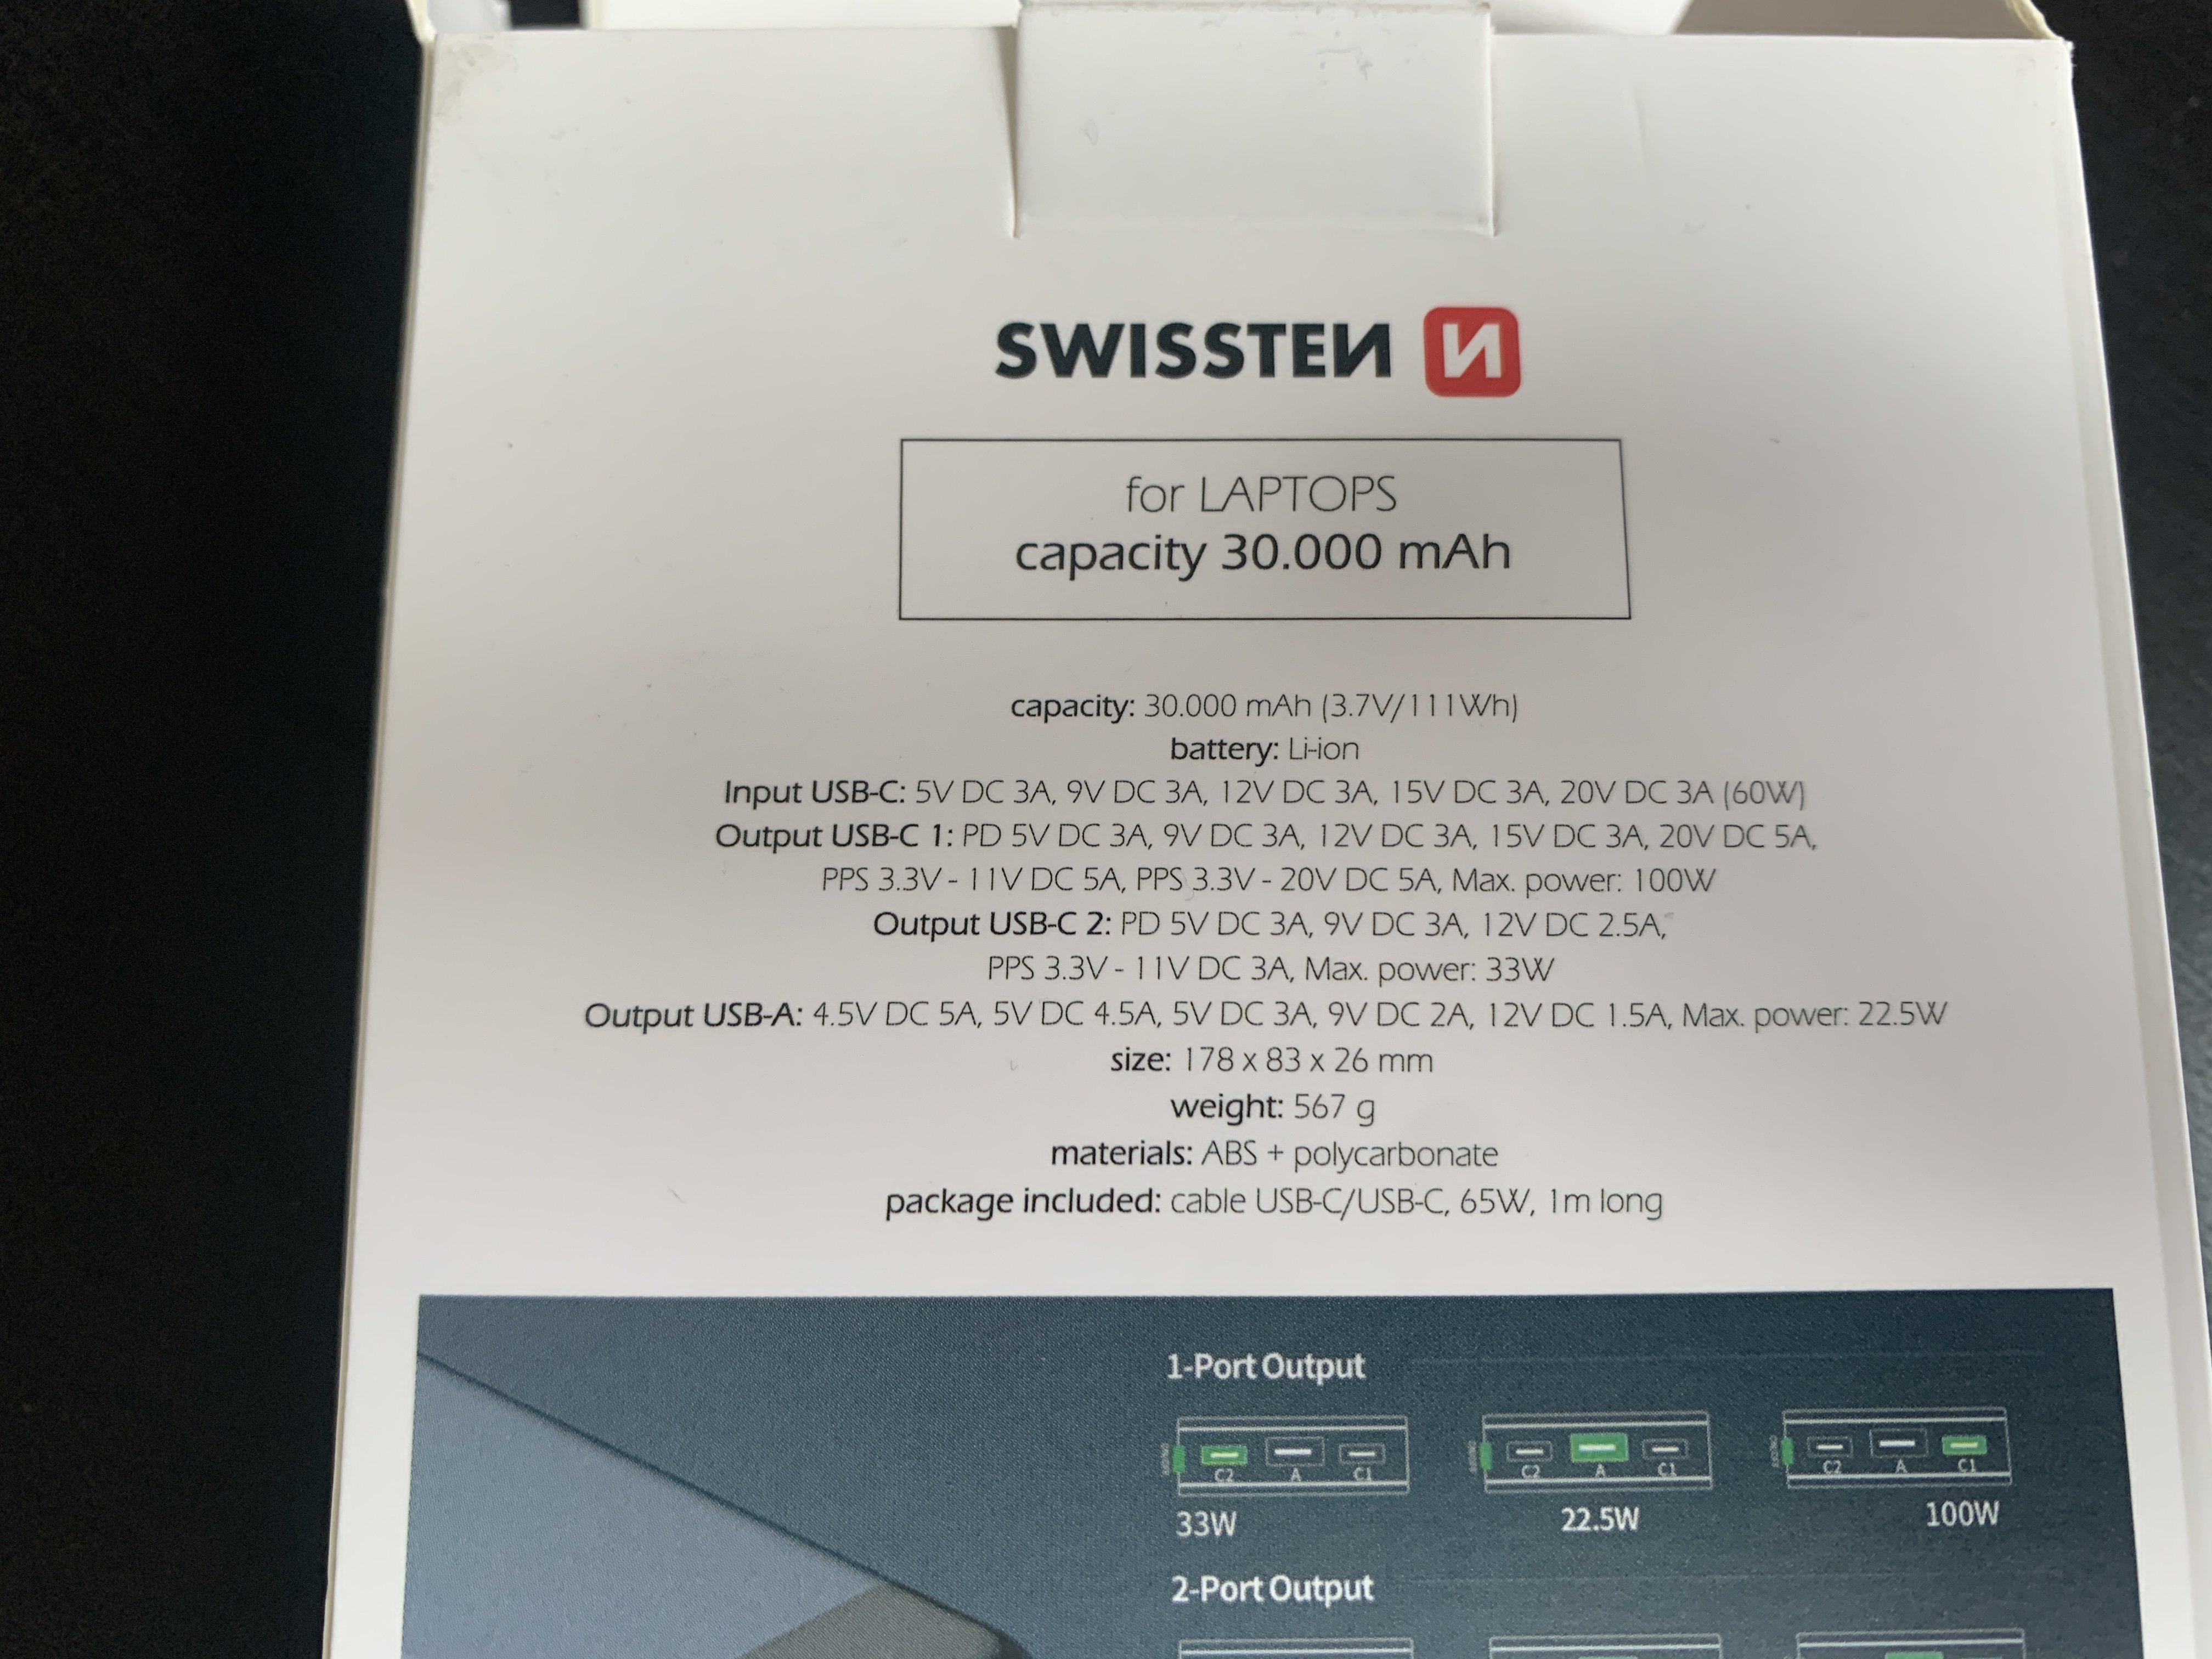 SWISSTEN N
for LAPTOPS
capacity 30.000 mAh
capacity: 30.000 mAh (3.7V/111Wh)
battery: Li-ion
Input USB-C: 5V DC 3A, 9V DC 3A, 12V DC 3A, 15V DC 3A, 20V DC 3A (60W)
Output USB-C 1: PD 5V DC 3A, 9V DC 3A, 12V DC 3A, 15V DC 3A, 20V DC 5A,
PPS 3.3V - 11V DC 5A, PPS 3.3V - 20V DC 5A, Max. power: 100W
Output USB-C 2: PD 5V DC 3A, 9V DC 3A, 12V DC 2.5A,
PPS 3.3V - 11V DC 3A, Max. power: 33W
Output USB-A: 4.5V DC 5A, 5V DC 4.5A, 5V DC 3A, 9V DC 2A, 12V DC 1.5A, Max. power: 22.5W
size: 178 x 83 x 26 mm
weight: 567 g
materials: ABS + polycarbonate
package included: cable USB-C/USB-C, 65W, 1m long
1-Port Output
C2 A C1 C2 A C1 C2 A C1
33W 22.5W 100W
2-Port Output